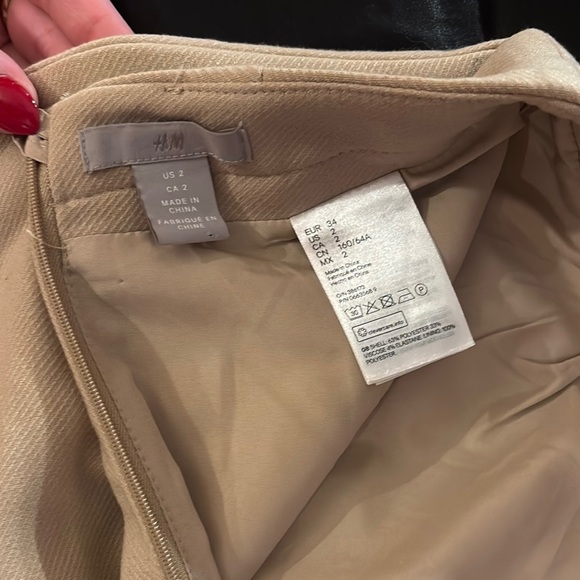 H&M
US 2
CA 2
MADE IN
CHINA
FABRIQUÉ EN
CHINE
EUR 34
US 2
CA 2
CN 160/64A
MX 2
Made in China
Fabriqué en Chine
Hecho en China
30
P
clevercare.info
GB SHELL: 63% POLYESTER 33%
VISCOSE 4% ELASTANE LINING: 100%
POLYESTER